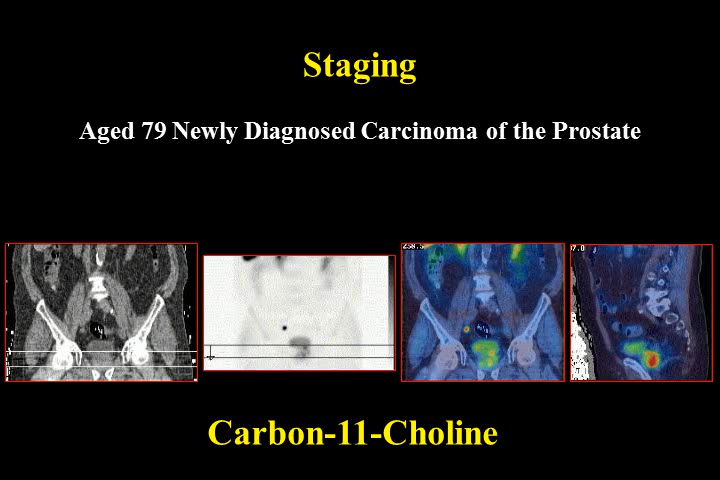 Staging
Aged 79 Newly Diagnosed Carcinoma of the Prostate
Carbon-11-Choline